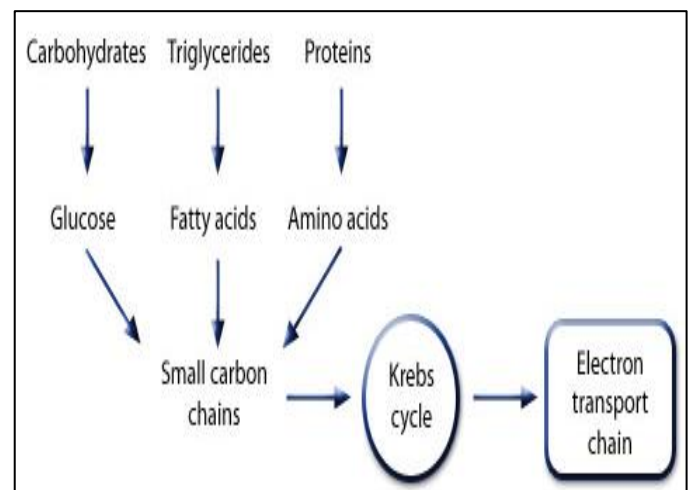 Carbohydrates Triglycerides Proteins
Glucose Fatty acids Amino acids
Small carbon
chains
Krebs
cycle
Electron
transport
chain